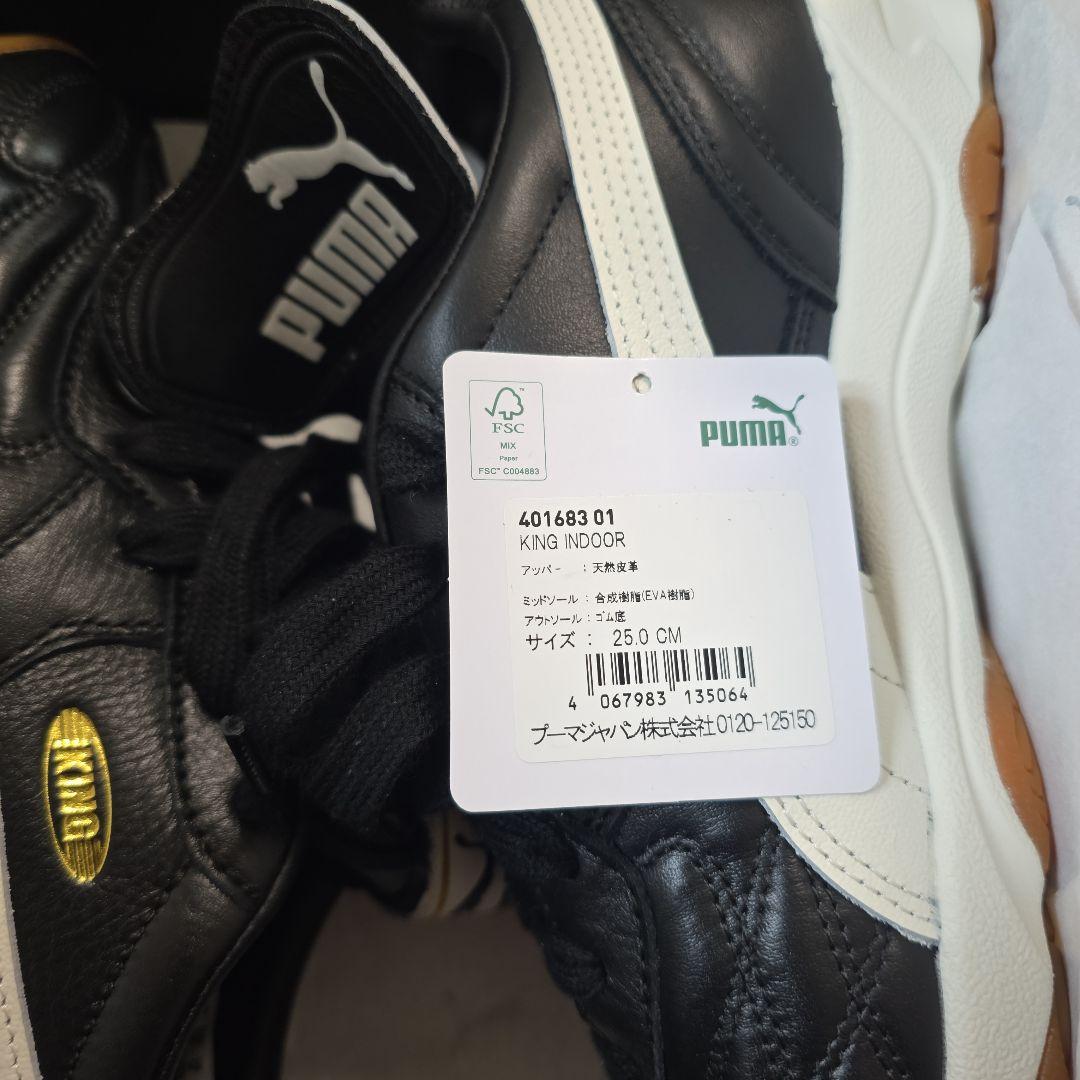 PUMA
KING
FSC™
MIX
Paper
FSC™ C004883
PUMA®
401683 01
KING INDOOR
アッパー : 天然皮革
ミッドソール : 合成樹脂(EVA樹脂)
アウトソール : ゴム底
サイズ : 25.0 CM
4 067983 135064
プーマジャパン株式会社 0120-125150